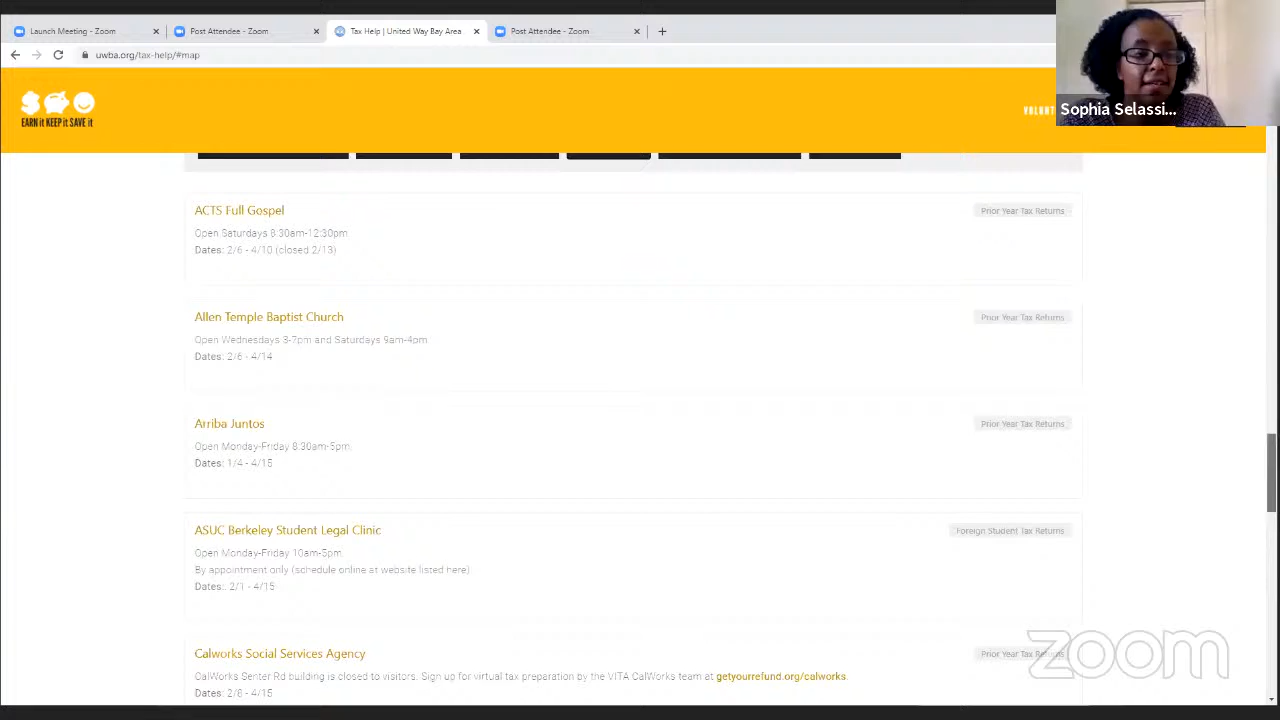 Launch Meeting - Zoom
Post Attendee - Zoom
Tax Help | United Way Bay Area
Post Attendee - Zoom
uwba.org/tax-help/#map
EARN it KEEP it SAVE it
VOLUNT
Sophia Selassi...
ACTS Full Gospel
Prior Year Tax Returns
Open Saturdays 8:30am-12:30pm
Dates: 2/6 - 4/10 (closed 2/13)
Allen Temple Baptist Church
Prior Year Tax Returns
Open Wednesdays 3-7pm and Saturdays 9am-4pm
Dates: 2/6 - 4/14
Arriba Juntos
Prior Year Tax Returns
Open Monday-Friday 8:30am-5pm
Dates: 1/4 - 4/15
ASUC Berkeley Student Legal Clinic
Foreign Student Tax Returns
Open Monday-Friday 10am-5pm.
By appointment only (schedule online at website listed here)
Dates: 2/1 - 4/15
Calworks Social Services Agency
Prior Year Tax Returns
CalWorks Senter Rd building is closed to visitors. Sign up for virtual tax preparation by the VITA CalWorks team at getyourrefund.org/calworks.
Dates: 2/8 - 4/15
zoom